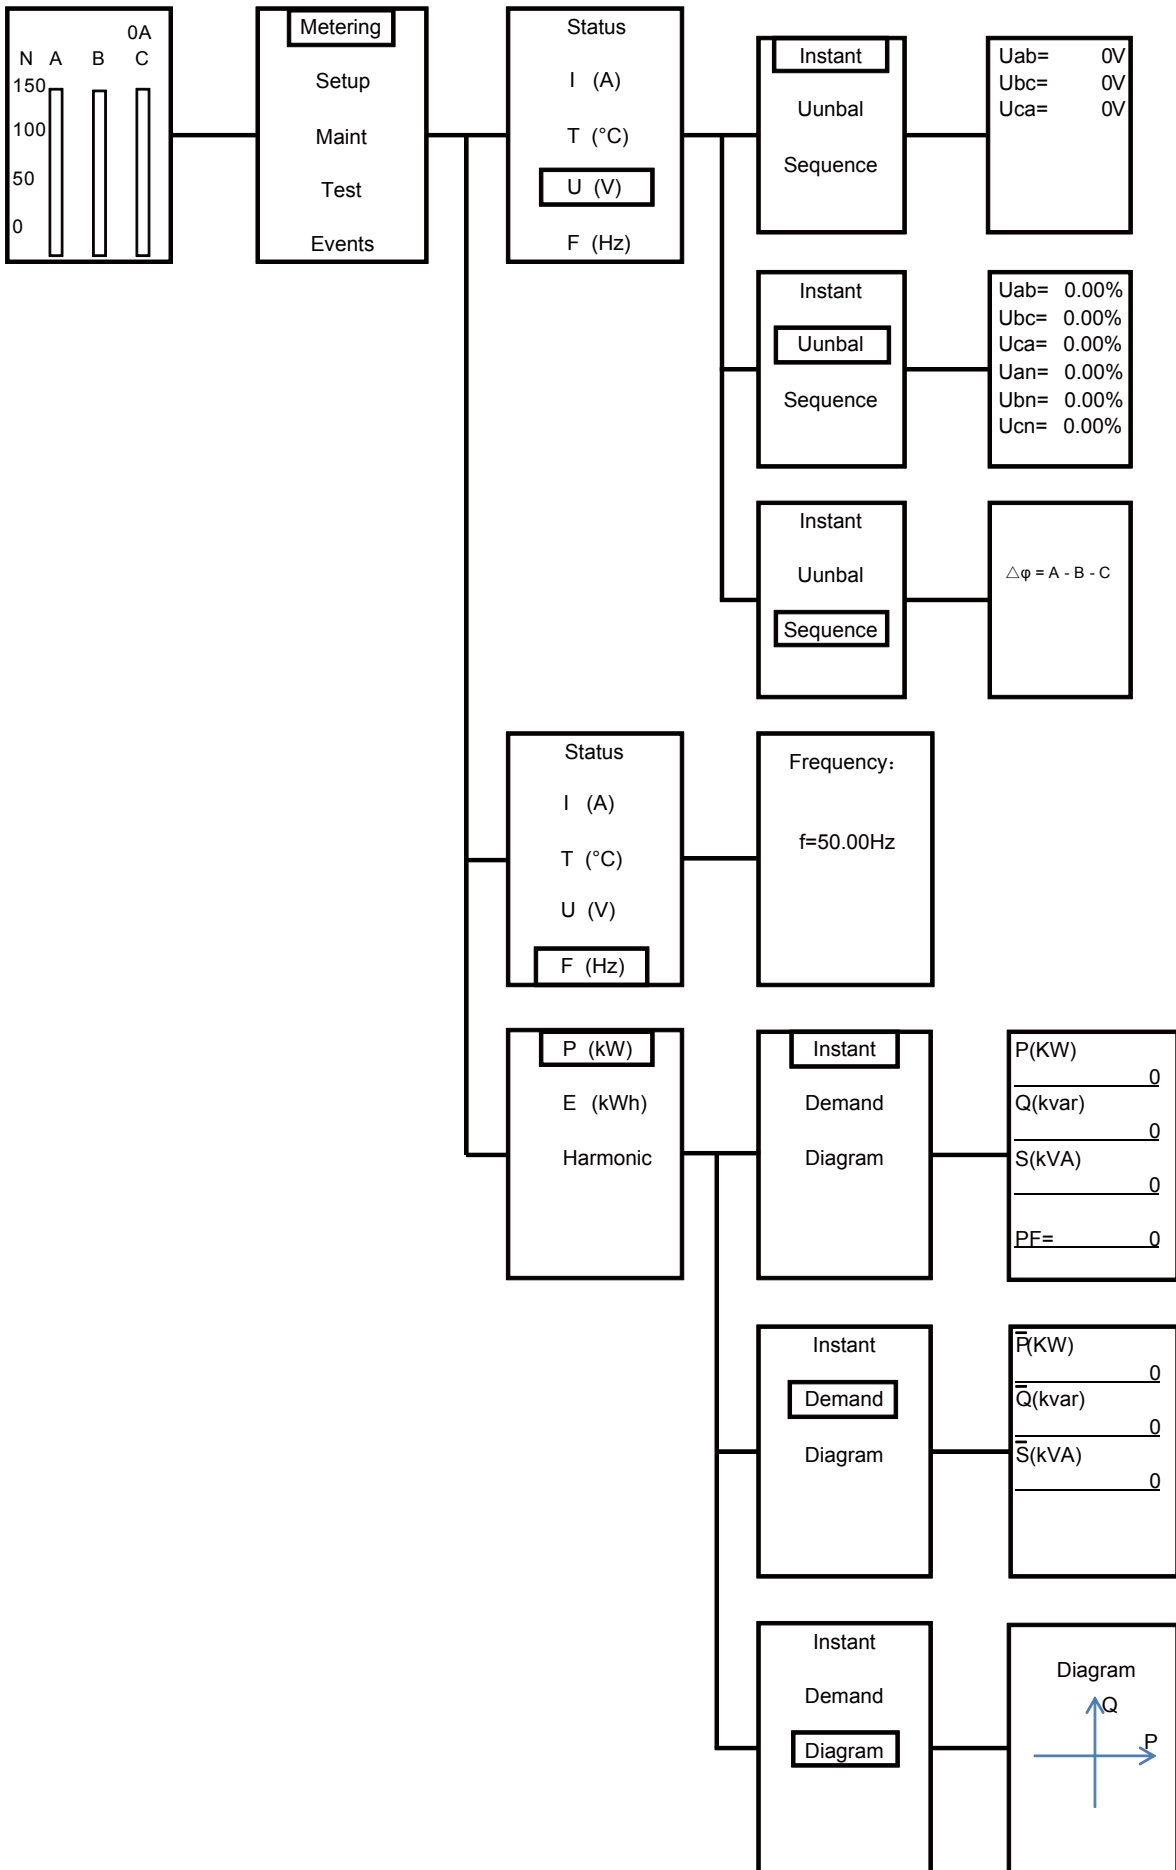 0A
N A B C
150
100
50
0
Metering
Setup
Maint
Test
Events
Status
I (A)
T (°C)
U (V)
F (Hz)
Instant
Uunbal
Sequence
Uab= 0V
Ubc= 0V
Uca= 0V
Instant
Uunbal
Sequence
Uab= 0.00%
Ubc= 0.00%
Uca= 0.00%
Uan= 0.00%
Ubn= 0.00%
Ucn= 0.00%
Instant
Uunbal
Sequence
△φ = A - B - C
Status
I (A)
T (°C)
U (V)
F (Hz)
Frequency：
f=50.00Hz
P (kW)
E (kWh)
Harmonic
Instant
Demand
Diagram
P(KW)
0
Q(kvar)
0
S(kVA)
0
PF= 0
Instant
Demand
Diagram
P̅(KW)
0
Q̅(kvar)
0
S̅(kVA)
0
Instant
Demand
Diagram
Diagram
Q
P